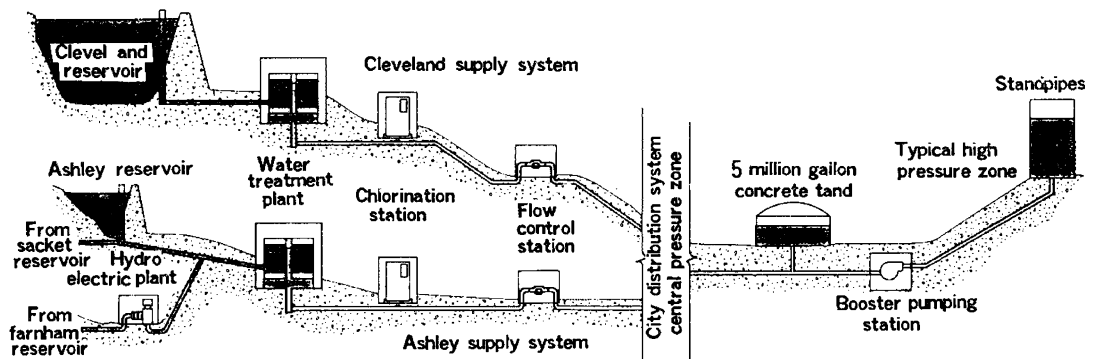 Clevel and
reservoir
Cleveland supply system
Standpipes
Ashley reservoir
Water
treatment
plant
Chlorination
station
Flow
control
station
City distribution system
central pressure zone
5 million gallon
concrete tand
Typical high
pressure zone
From
sacket
reservoir
Hydro
electric plant
Booster pumping
station
From
farnham
reservoir
Ashley supply system